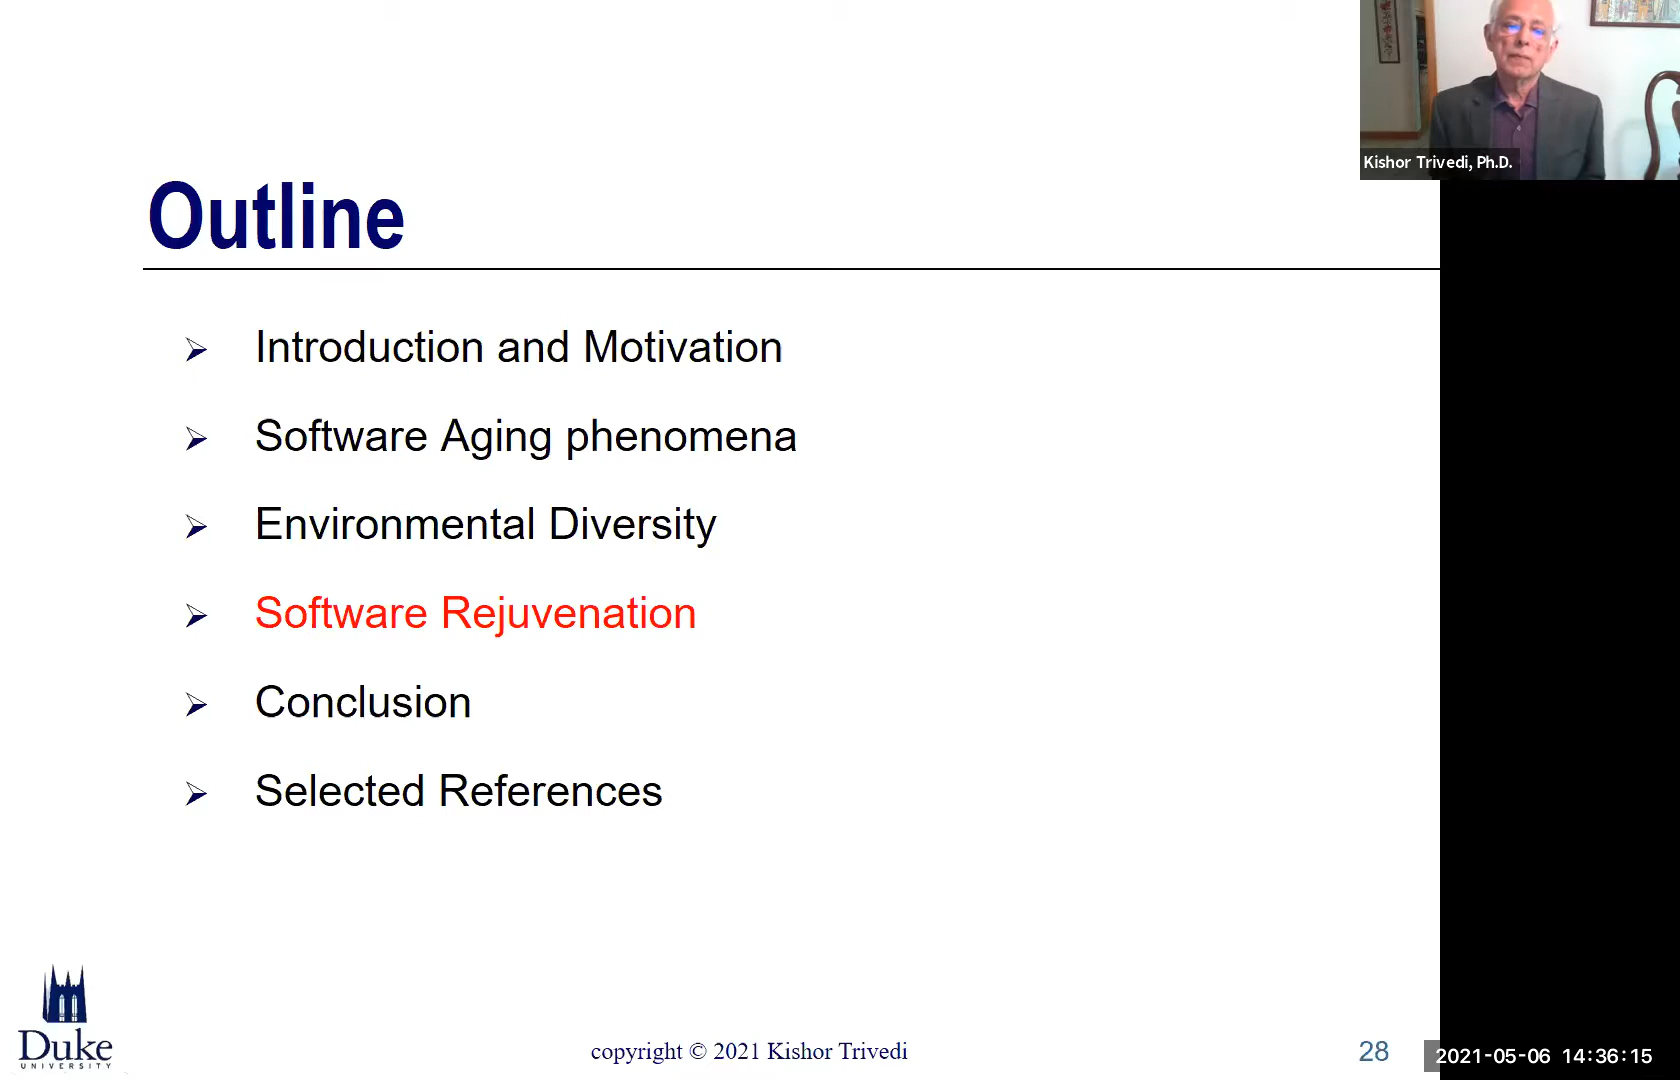 Kishor Trivedi, Ph.D.
Outline
Introduction and Motivation
Software Aging phenomena
Environmental Diversity
Software Rejuvenation
Conclusion
Selected References
Duke
UNIVERSITY
copyright © 2021 Kishor Trivedi
28
2021-05-06 14:36:15